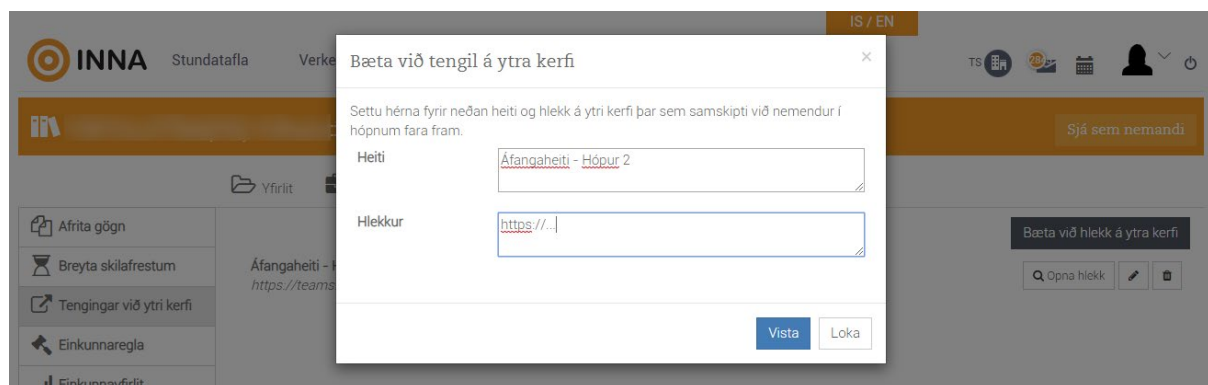 IS / EN
INNA
Stundatafla
Verke
TS
Sjá sem nemandi
Yfirlit
Bæta við tengil á ytra kerfi
×
Settu hérna fyrir neðan heiti og hlekk á ytri kerfi þar sem samskipti við nemendur í
hópnum fara fram.
Heiti
Áfangaheiti - Hópur 2
Hlekkur
https://...
Vista
Loka
Afrita gögn
Breyta skilafrestum
Tengingar við ytri kerfi
Einkunnaregla
Einkunnayfirlit
Bæta við hlekk á ytra kerfi
Áfangaheiti -
https://teams
Opna hlekk